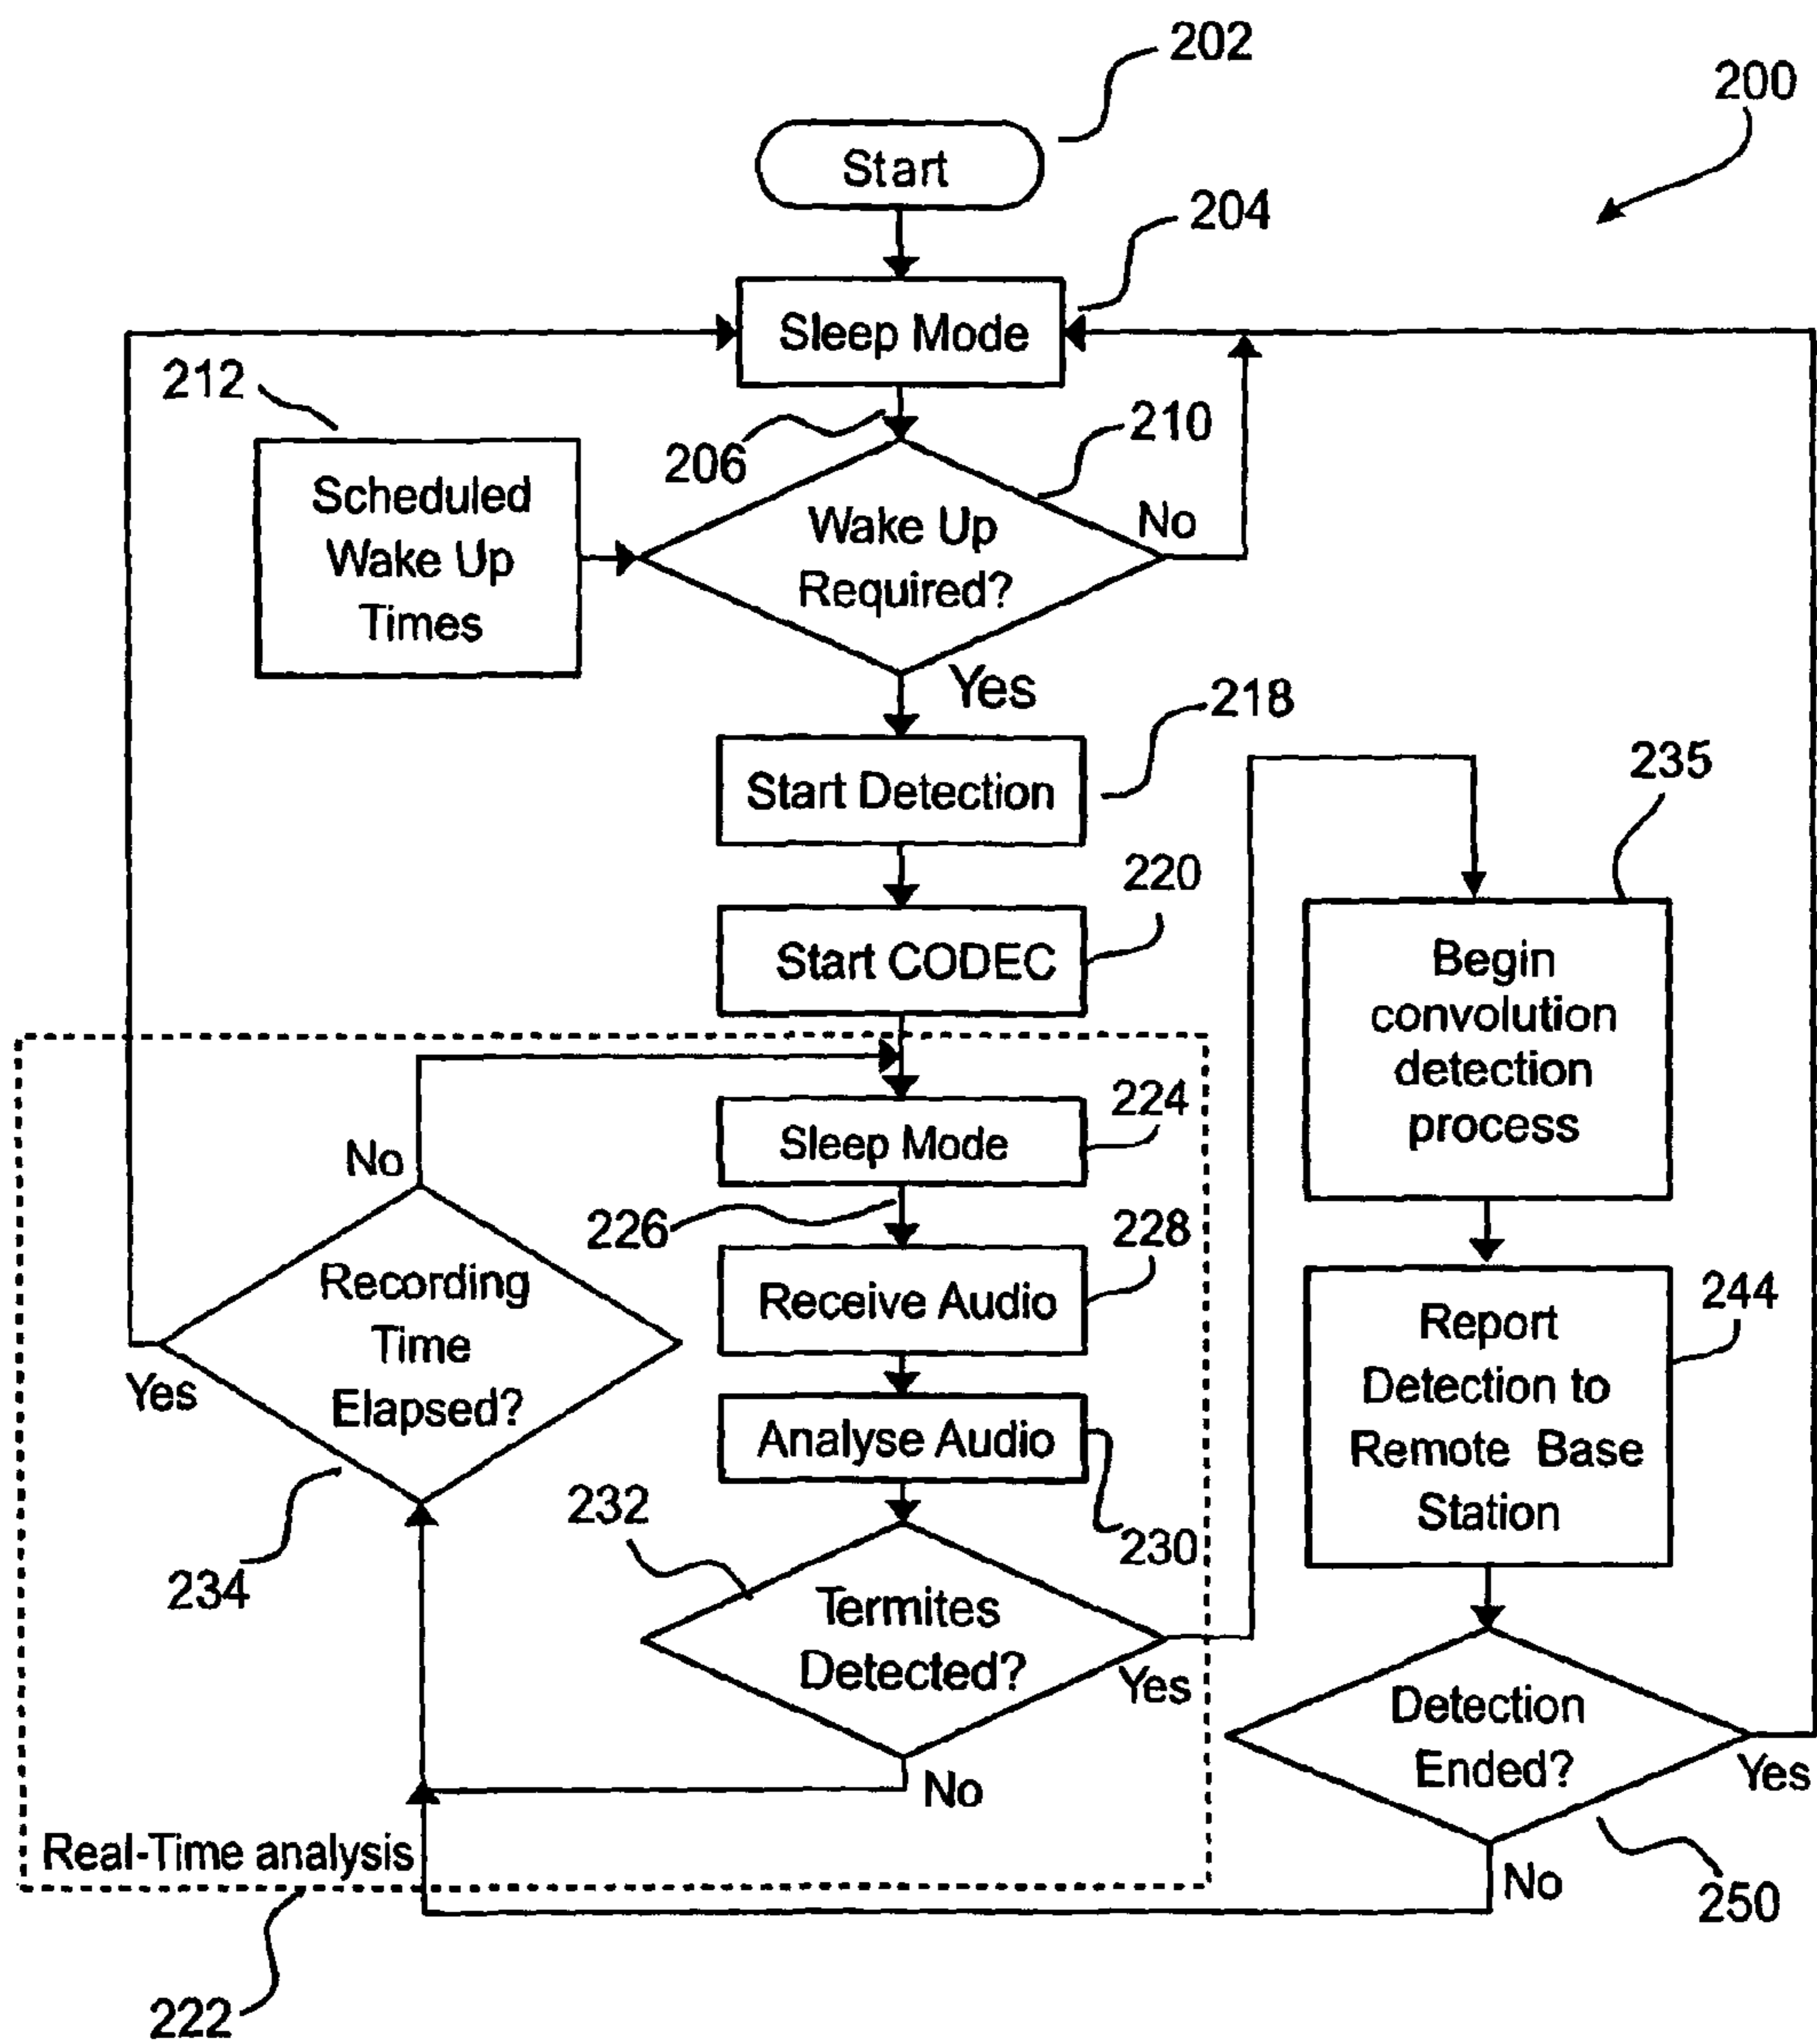 202
200
Start
204
Sleep Mode
212
206
210
Scheduled
Wake Up
Times
Wake Up
Required?
No
Yes
218
Start Detection
235
220
Start CODEC
Begin
convolution
detection
process
224
Sleep Mode
No
226
228
Recording
Time
Elapsed?
Receive Audio
Yes
244
Report
Detection to
Remote Base
Station
Analyse Audio
234
232
230
Termites
Detected?
Yes
No
Detection
Ended?
Yes
No
250
Real-Time analysis
222